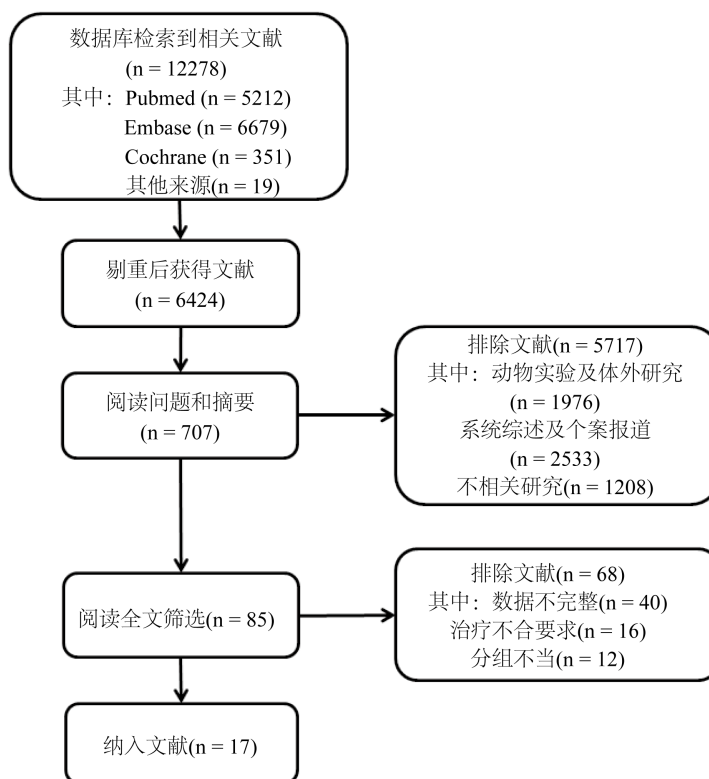 数据库检索到相关文献
(n = 12278)
其中：Pubmed (n = 5212)
Embase (n = 6679)
Cochrane (n = 351)
其他来源(n = 19)
剔重后获得文献
(n = 6424)
阅读问题和摘要
(n = 707)
排除文献(n = 5717)
其中：动物实验及体外研究
(n = 1976)
系统综述及个案报道
(n = 2533)
不相关研究(n = 1208)
阅读全文筛选(n = 85)
排除文献(n = 68)
其中：数据不完整(n = 40)
治疗不合要求(n = 16)
分组不当(n = 12)
纳入文献(n = 17)